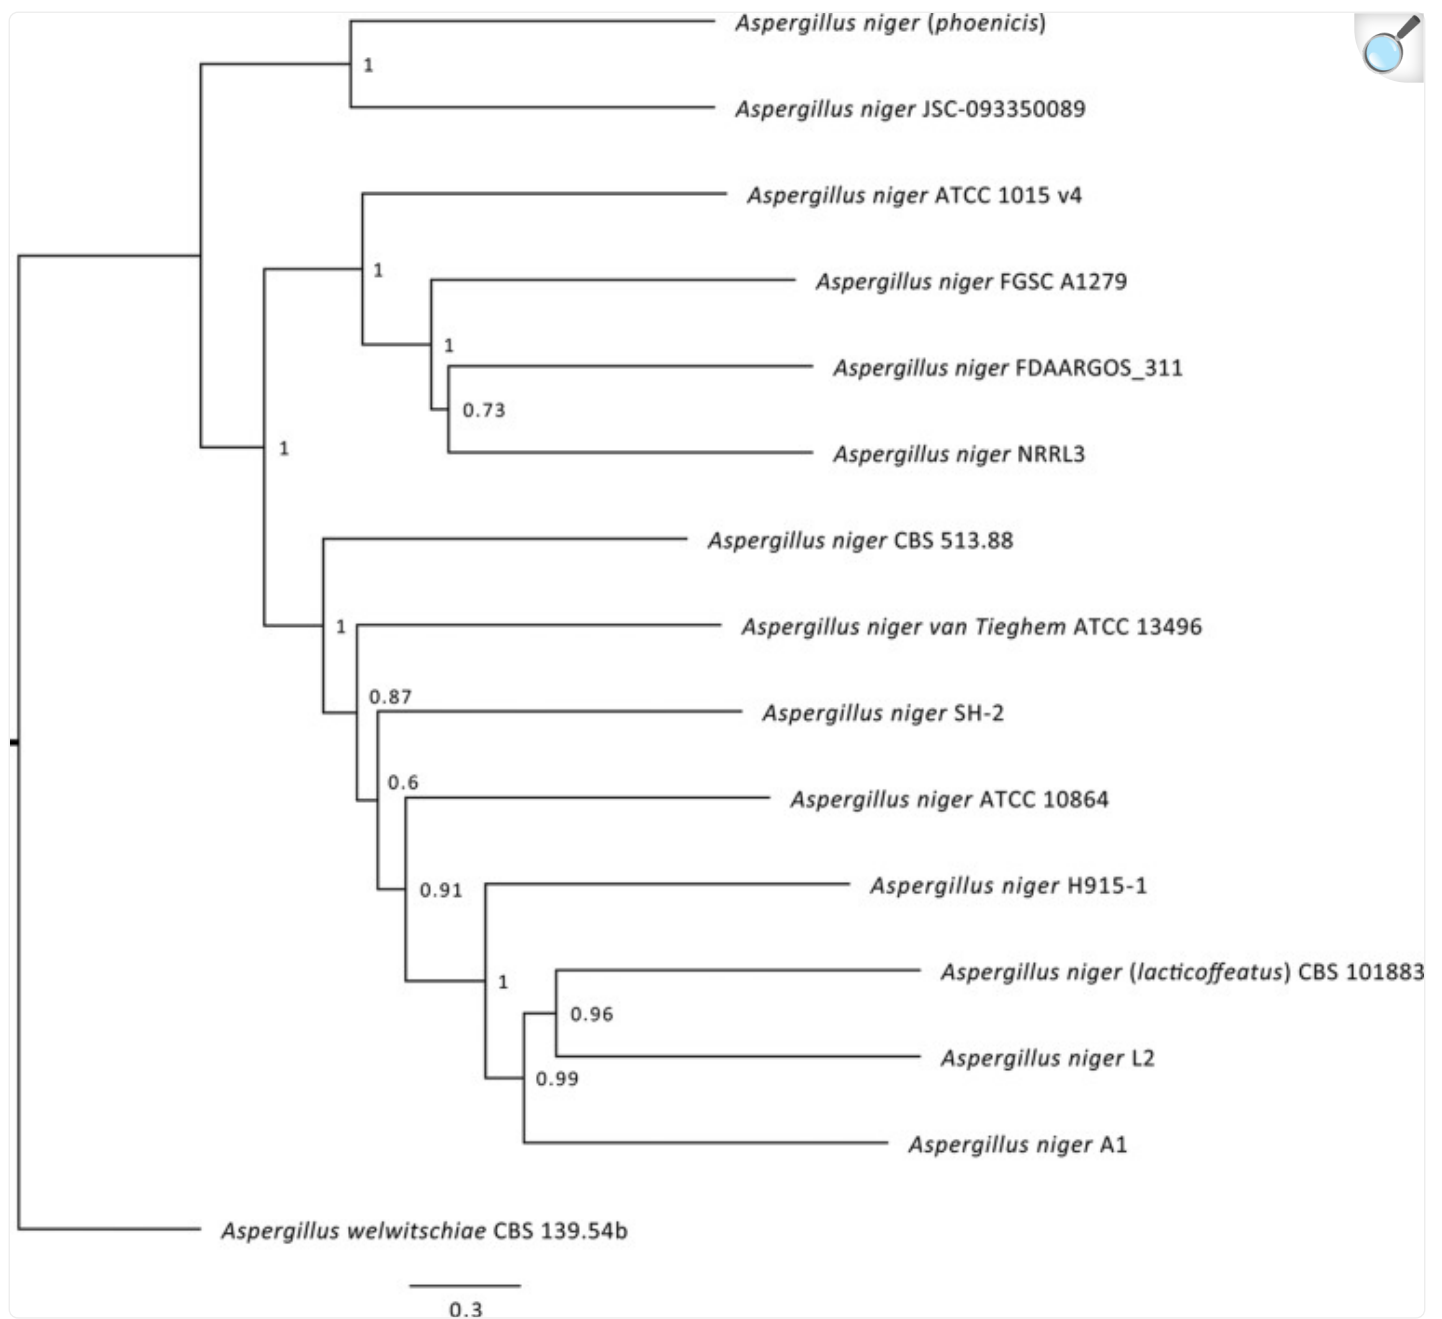 Aspergillus niger (phoenicis)
1
Aspergillus niger JSC-093350089
Aspergillus niger ATCC 1015 v4
1
Aspergillus niger FGSC A1279
1
Aspergillus niger FDAARGOS_311
0.73
Aspergillus niger NRRL3
1
Aspergillus niger CBS 513.88
1
Aspergillus niger van Tieghem ATCC 13496
0.87
Aspergillus niger SH-2
0.6
Aspergillus niger ATCC 10864
0.91
Aspergillus niger H915-1
1
Aspergillus niger (lacticoffeatus) CBS 101883
0.96
Aspergillus niger L2
0.99
Aspergillus niger A1
Aspergillus welwitschiae CBS 139.54b
0.3